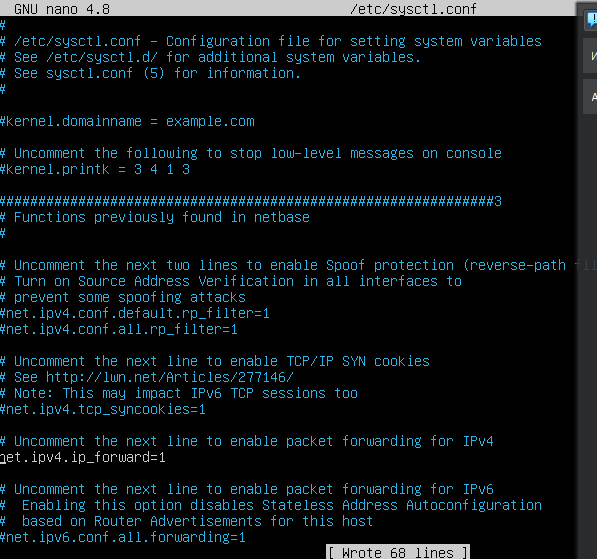 GNU nano 4.8 /etc/sysctl.conf
#
# /etc/sysctl.conf - Configuration file for setting system variables
# See /etc/sysctl.d/ for additional system variables.
# See sysctl.conf (5) for information.
#
#kernel.domainname = example.com
# Uncomment the following to stop low-level messages on console
#kernel.printk = 3 4 1 3
##############################################################3
# Functions previously found in netbase
#
# Uncomment the next two lines to enable Spoof protection (reverse-path
# Turn on Source Address Verification in all interfaces to
# prevent some spoofing attacks
#net.ipv4.conf.default.rp_filter=1
#net.ipv4.conf.all.rp_filter=1
# Uncomment the next line to enable TCP/IP SYN cookies
# See http://lwn.net/Articles/277146/
# Note: This may impact IPv6 TCP sessions too
#net.ipv4.tcp_syncookies=1
# Uncomment the next line to enable packet forwarding for IPv4
net.ipv4.ip_forward=1
# Uncomment the next line to enable packet forwarding for IPv6
#  Enabling this option disables Stateless Address Autoconfiguration
#  based on Router Advertisements for this host
#net.ipv6.conf.all.forwarding=1
[ Wrote 68 lines ]